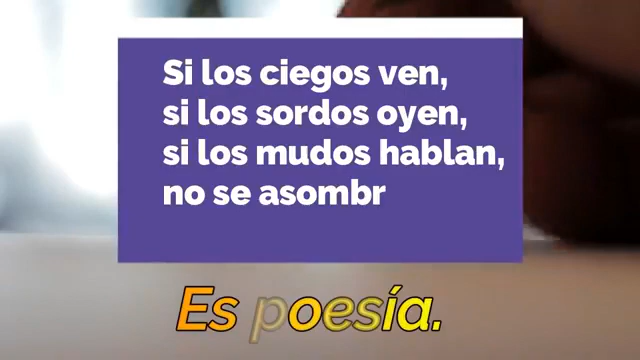 Si los ciegos ven,
si los sordos oyen,
si los mudos hablan,
no se asombr
Es poesía.